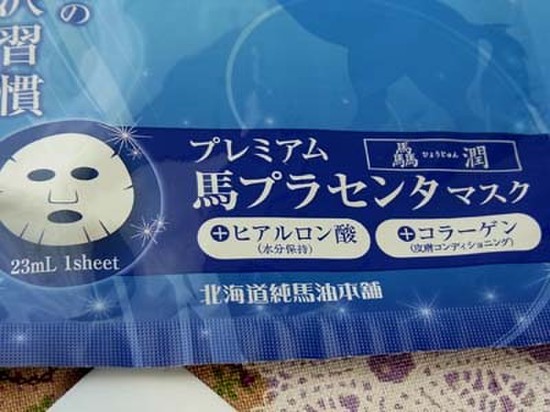 の
沢習慣
プレミアム
驫潤
ひょうじゅん
馬プラセンタマスク
+ヒアルロン酸
(水分保持)
+コラーゲン
(皮膚コンディショニング)
23mL 1sheet
北海道純馬油本舗